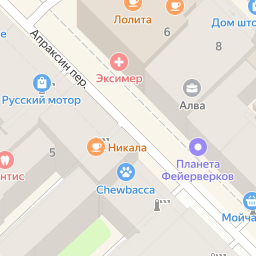 Лолита
6
Дом што
8
Эксимер
Апраксин пер.
Русский мотор
Алва
5
Никала
Планета
Фейерверков
Chewbacca
Мойча